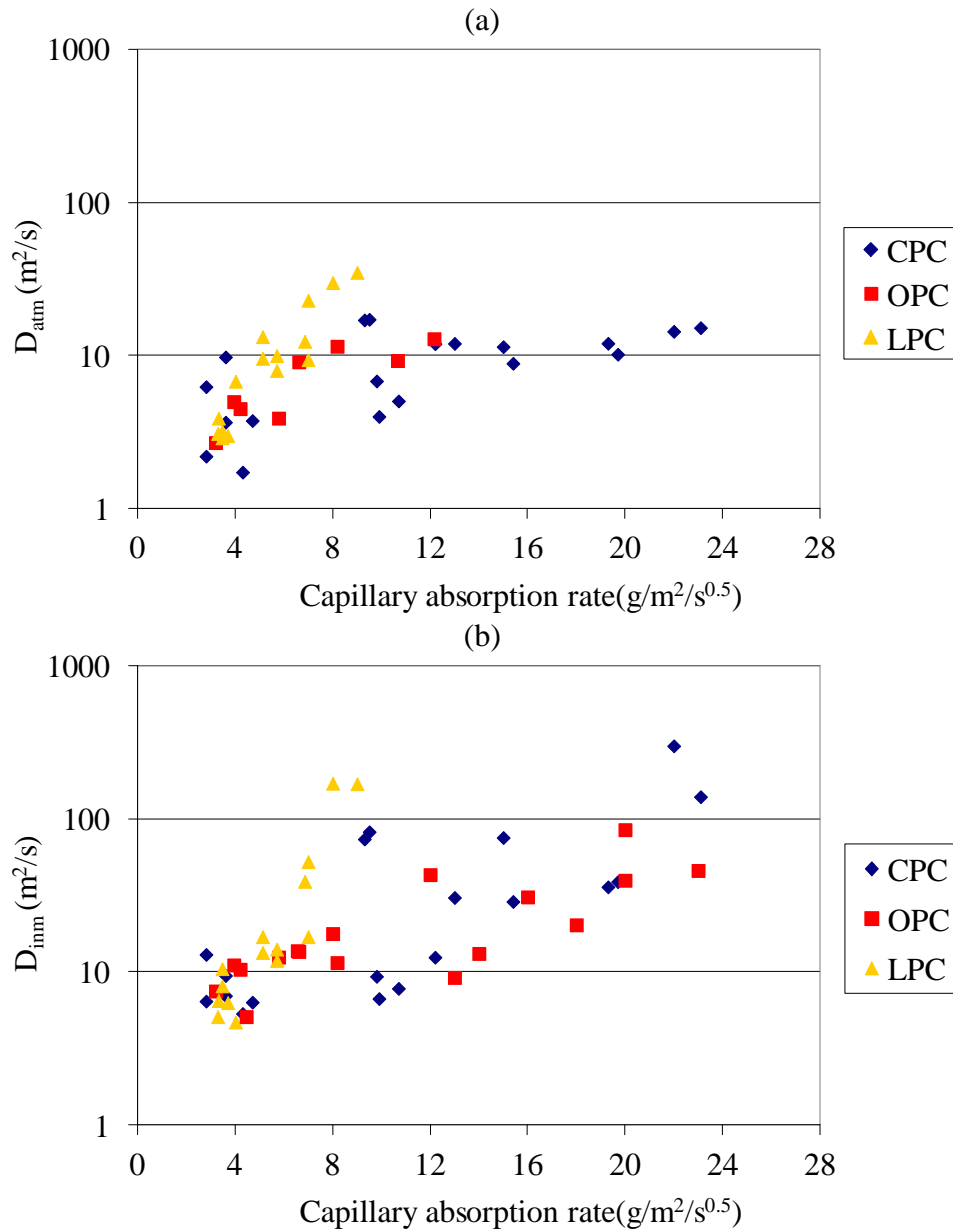 (a)
1000
100
10
1
D_atm (m²/s)
0 4 8 12 16 20 24 28
Capillary absorption rate(g/m²/s^0.5)
CPC
OPC
LPC
(b)
1000
100
10
1
D_inm (m²/s)
0 4 8 12 16 20 24 28
Capillary absorption rate(g/m²/s^0.5)
CPC
OPC
LPC